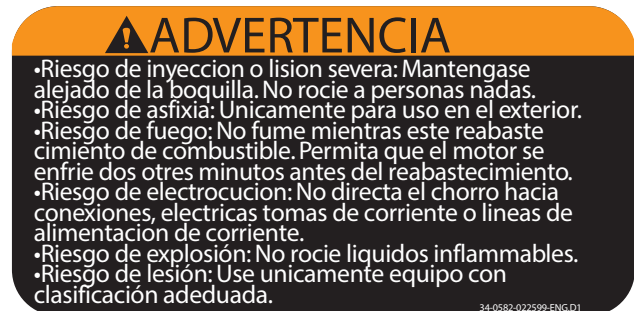 ADVERTENCIA
•Riesgo de inyeccion o lision severa: Mantengase
alejado de la boquilla. No rocie a personas nadas.
•Riesgo de asfixia: Unicamente para uso en el exterior.
•Riesgo de fuego: No fume mientras este reabaste
cimiento de combustible. Permita que el motor se
enfrie dos otres minutos antes del reabastecimiento.
•Riesgo de electrocucion: No directa el chorro hacia
conexiones, electricas tomas de corriente o lineas de
alimentacion de corriente.
•Riesgo de explosión: No rocie liquidos inflammables.
•Riesgo de lesión: Use unicamente equipo con
clasificación adeduada.
34-0582-022599-ENG.D1